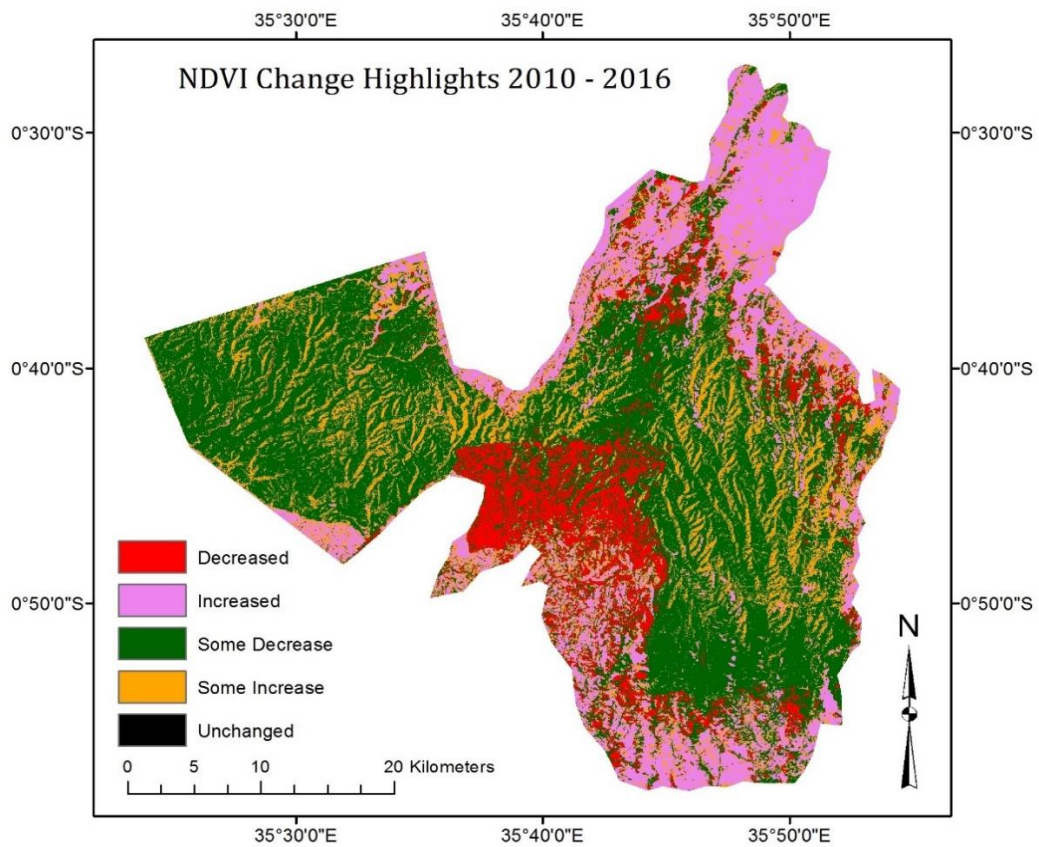 35°30'0"E 35°40'0"E 35°50'0"E
NDVI Change Highlights 2010 - 2016
0°30'0"S 0°30'0"S
0°40'0"S 0°40'0"S
0°50'0"S 0°50'0"S
Decreased
Increased
Some Decrease
Some Increase
Unchanged
N
0 5 10 20 Kilometers
35°30'0"E 35°40'0"E 35°50'0"E